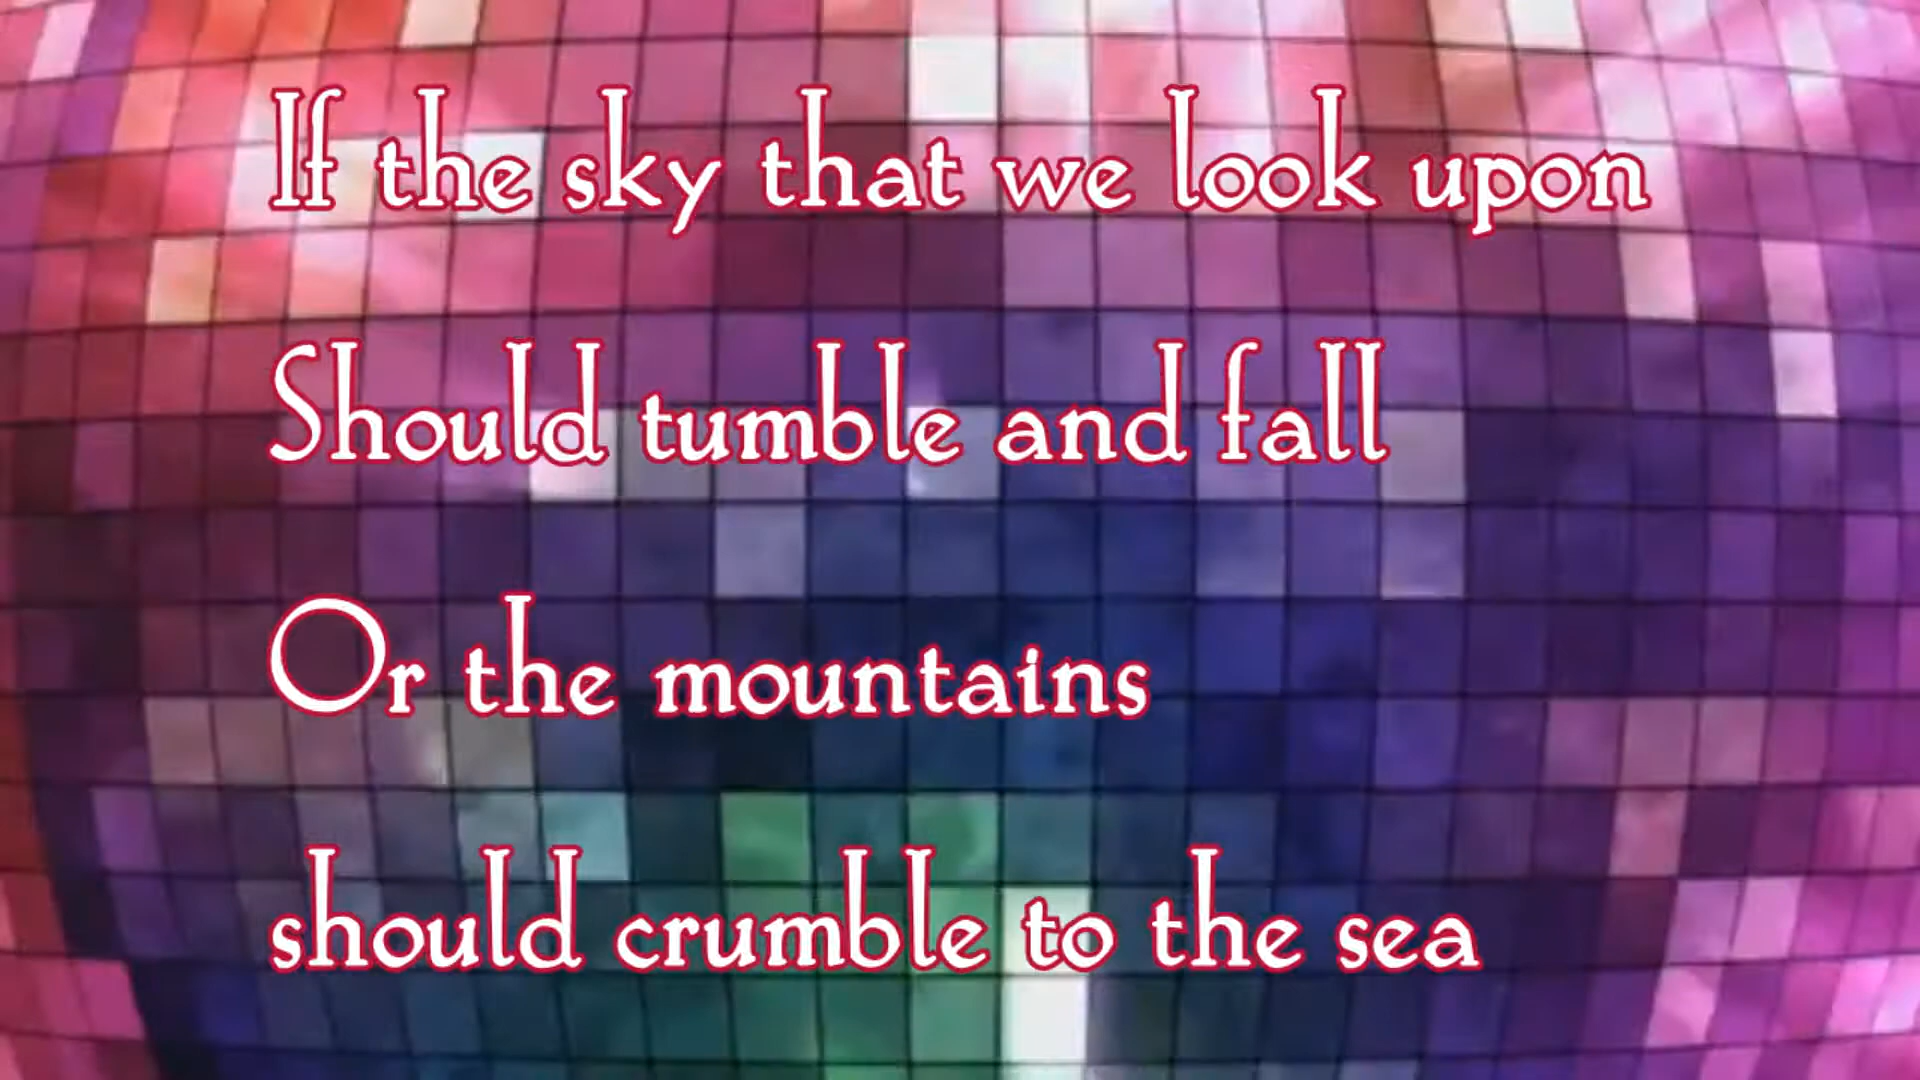 If the sky that we look upon
Should tumble and fall
Or the mountains
should crumble to the sea